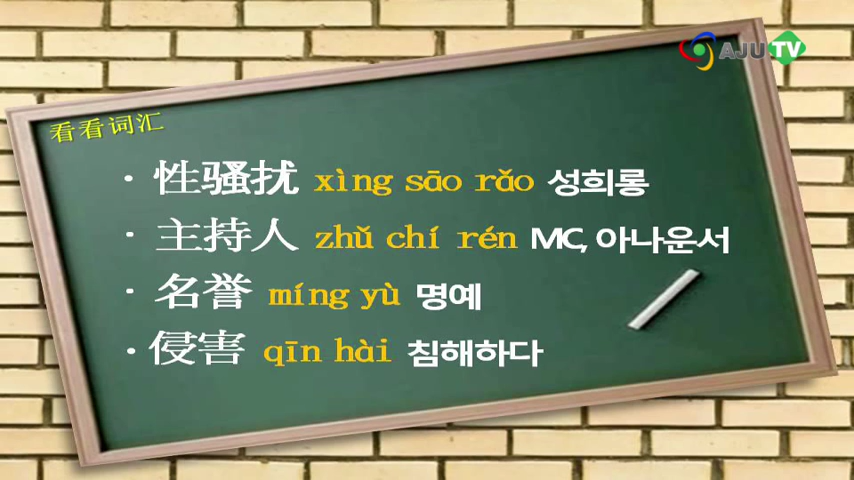 AJU TV
看看词汇
· 性骚扰 xìng sāo rǎo 성희롱
· 主持人 zhǔ chí rén MC, 아나운서
· 名誉 míng yù 명예
· 侵害 qīn hài 침해하다